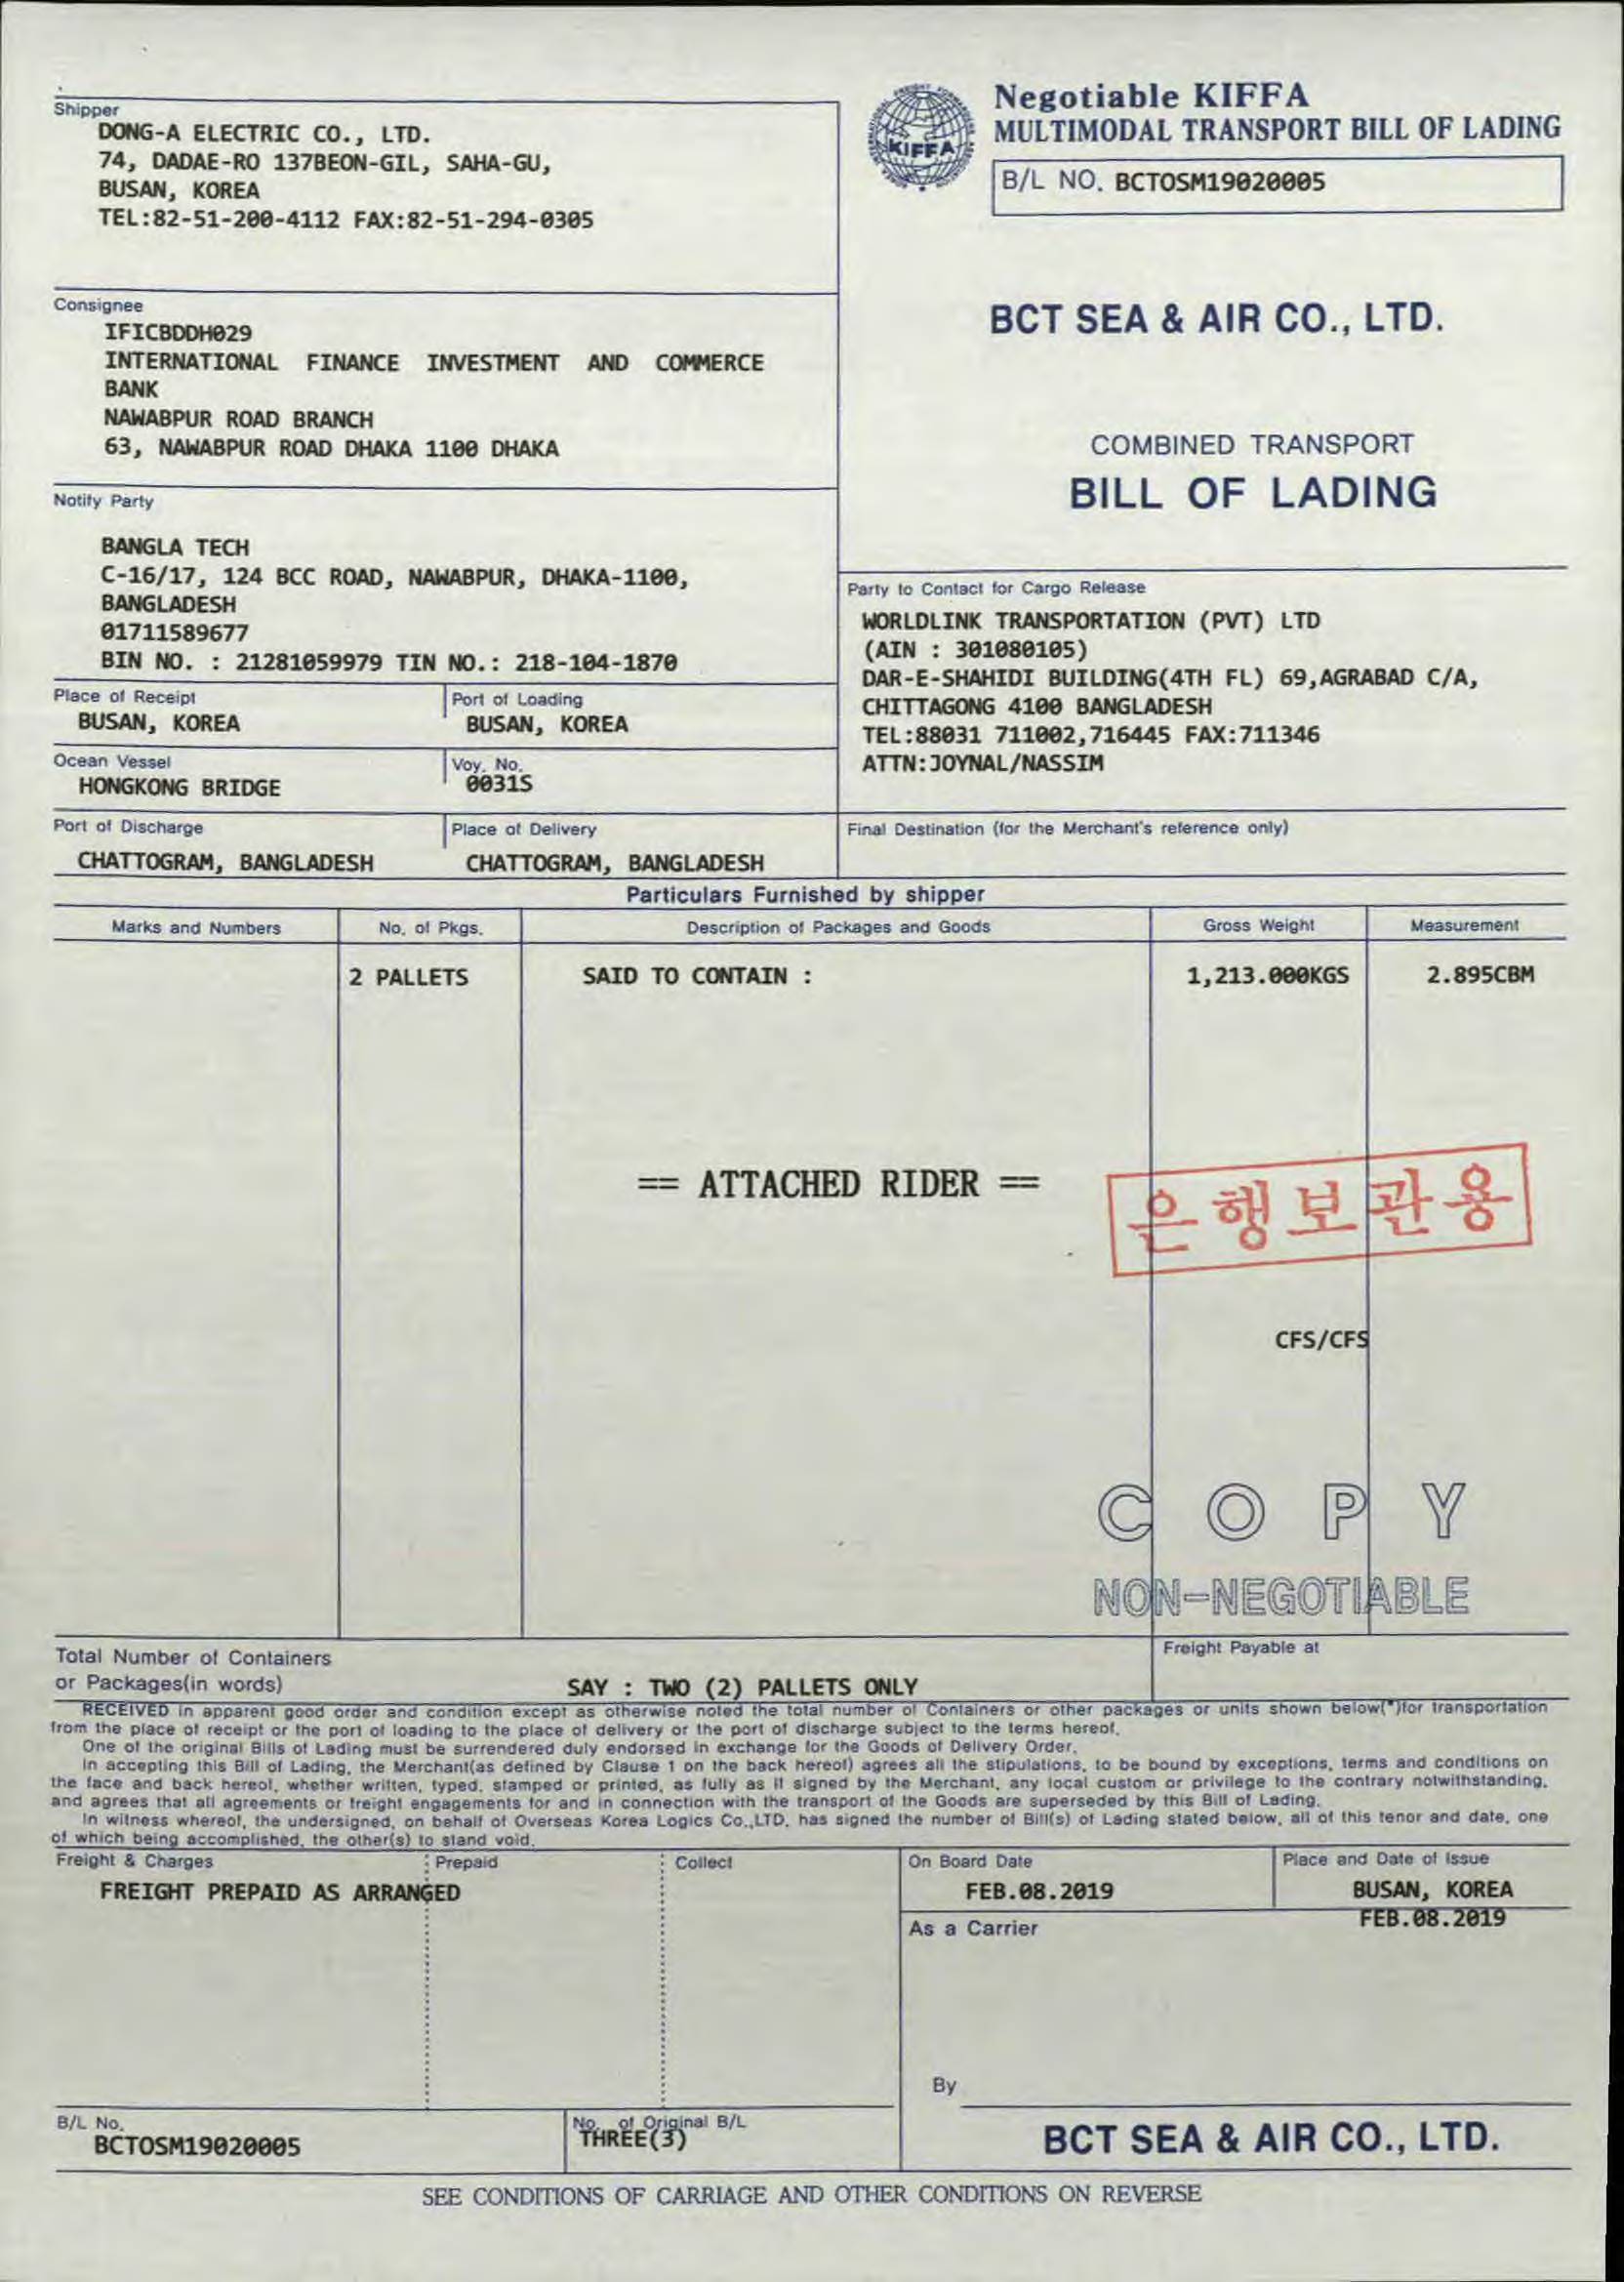 Shipper
DONG-A ELECTRIC CO., LTD.
74, DADAE-RO 137BEON-GIL, SAHA-GU,
BUSAN, KOREA
TEL:82-51-200-4112 FAX:82-51-294-0305
KIFFA
Negotiable KIFFA
MULTIMODAL TRANSPORT BILL OF LADING
B/L NO. BCTOSM19020005
Consignee
IFICBDDH029
INTERNATIONAL FINANCE INVESTMENT AND COMMERCE
BANK
NAWABPUR ROAD BRANCH
63, NAWABPUR ROAD DHAKA 1100 DHAKA
BCT SEA & AIR CO., LTD.
COMBINED TRANSPORT
BILL OF LADING
Notify Party
BANGLA TECH
C-16/17, 124 BCC ROAD, NAWABPUR, DHAKA-1100,
BANGLADESH
01711589677
BIN NO. : 21281059979 TIN NO.: 218-104-1870
Party to Contact for Cargo Release
WORLDLINK TRANSPORTATION (PVT) LTD
(AIN : 301080105)
DAR-E-SHAHIDI BUILDING(4TH FL) 69,AGRABAD C/A,
CHITTAGONG 4100 BANGLADESH
TEL:88031 711002,716445 FAX:711346
ATTN:JOYNAL/NASSIM
Place of Receipt Port of Loading
BUSAN, KOREA BUSAN, KOREA
Ocean Vessel Voy. No.
HONGKONG BRIDGE 0031S
Port of Discharge Place of Delivery Final Destination (for the Merchant's reference only)
CHATTOGRAM, BANGLADESH CHATTOGRAM, BANGLADESH
Particulars Furnished by shipper
Marks and Numbers No. of Pkgs. Description of Packages and Goods Gross Weight Measurement
2 PALLETS SAID TO CONTAIN : 1,213.000KGS 2.895CBM
== ATTACHED RIDER ==
은행보관용
CFS/CFS
COPY
NON-NEGOTIABLE
Total Number of Containers Freight Payable at
or Packages(in words) SAY : TWO (2) PALLETS ONLY
RECEIVED in apparent good order and condition except as otherwise noted the total number of Containers or other packages or units shown below(*)for transportation
from the place of receipt or the port of loading to the place of delivery or the port of discharge subject to the terms hereof.
One of the original Bills of Lading must be surrendered duly endorsed in exchange for the Goods of Delivery Order.
In accepting this Bill of Lading, the Merchant(as defined by Clause 1 on the back hereof) agrees all the stipulations, to be bound by exceptions, terms and conditions on
the face and back hereof, whether written, typed, stamped or printed, as fully as if signed by the Merchant, any local custom or privilege to the contrary notwithstanding,
and agrees that all agreements or freight engagements for and in connection with the transport of the Goods are superseded by this Bill of Lading.
In witness whereof, the undersigned, on behalf of Overseas Korea Logics Co.,LTD. has signed the number of Bill(s) of Lading stated below, all of this tenor and date, one
of which being accomplished, the other(s) to stand void.
Freight & Charges Prepaid Collect On Board Date Place and Date of Issue
FREIGHT PREPAID AS ARRANGED FEB.08.2019 BUSAN, KOREA
FEB.08.2019
As a Carrier
By
B/L No. No. of Original B/L
BCTOSM19020005 THREE(3)
BCT SEA & AIR CO., LTD.
SEE CONDITIONS OF CARRIAGE AND OTHER CONDITIONS ON REVERSE